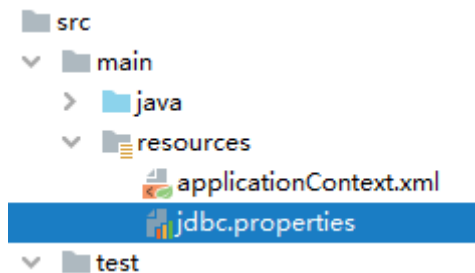 src
main
java
resources
applicationContext.xml
jdbc.properties
test